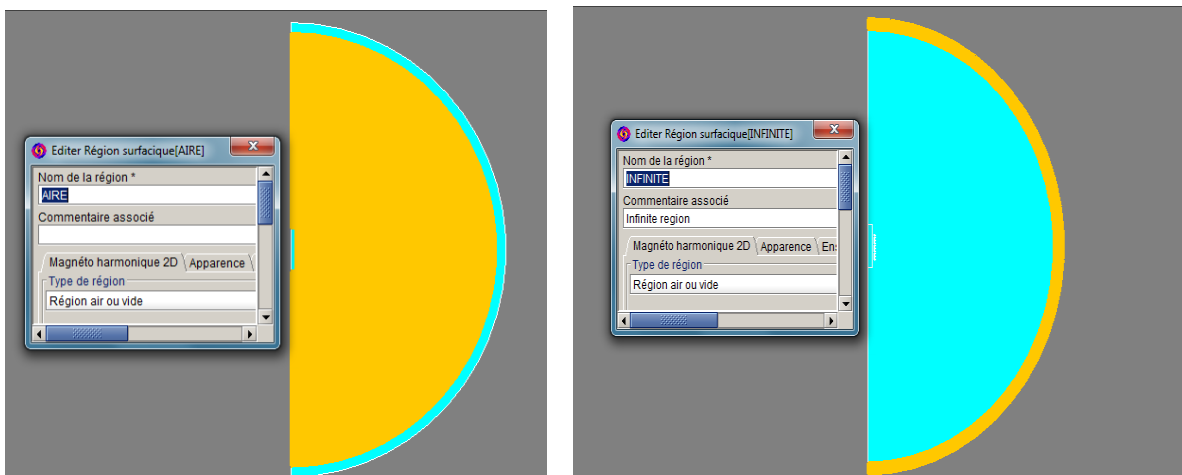 Editer Région surfacique[AIRE]
Nom de la région *
AIRE
Commentaire associé
Magnéto harmonique 2D Apparence
Type de région
Région air ou vide
Editer Région surfacique[INFINITE]
Nom de la région *
INFINITE
Commentaire associé
Infinite region
Magnéto harmonique 2D Apparence En
Type de région
Région air ou vide